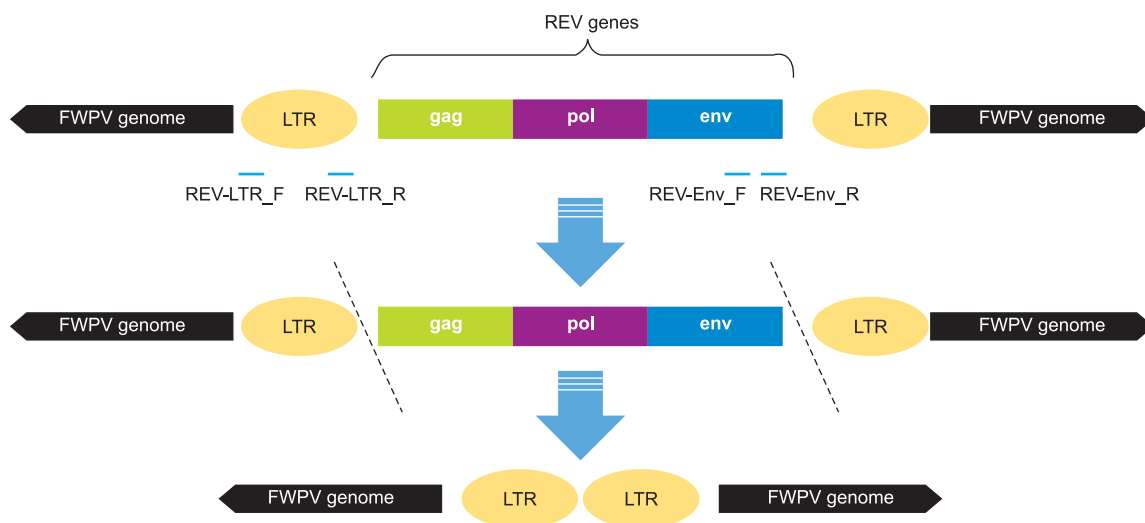 REV genes
FWPV genome LTR gag pol env LTR FWPV genome
REV-LTR_F REV-LTR_R REV-Env_F REV-Env_R
FWPV genome LTR gag pol env LTR FWPV genome
FWPV genome LTR LTR FWPV genome